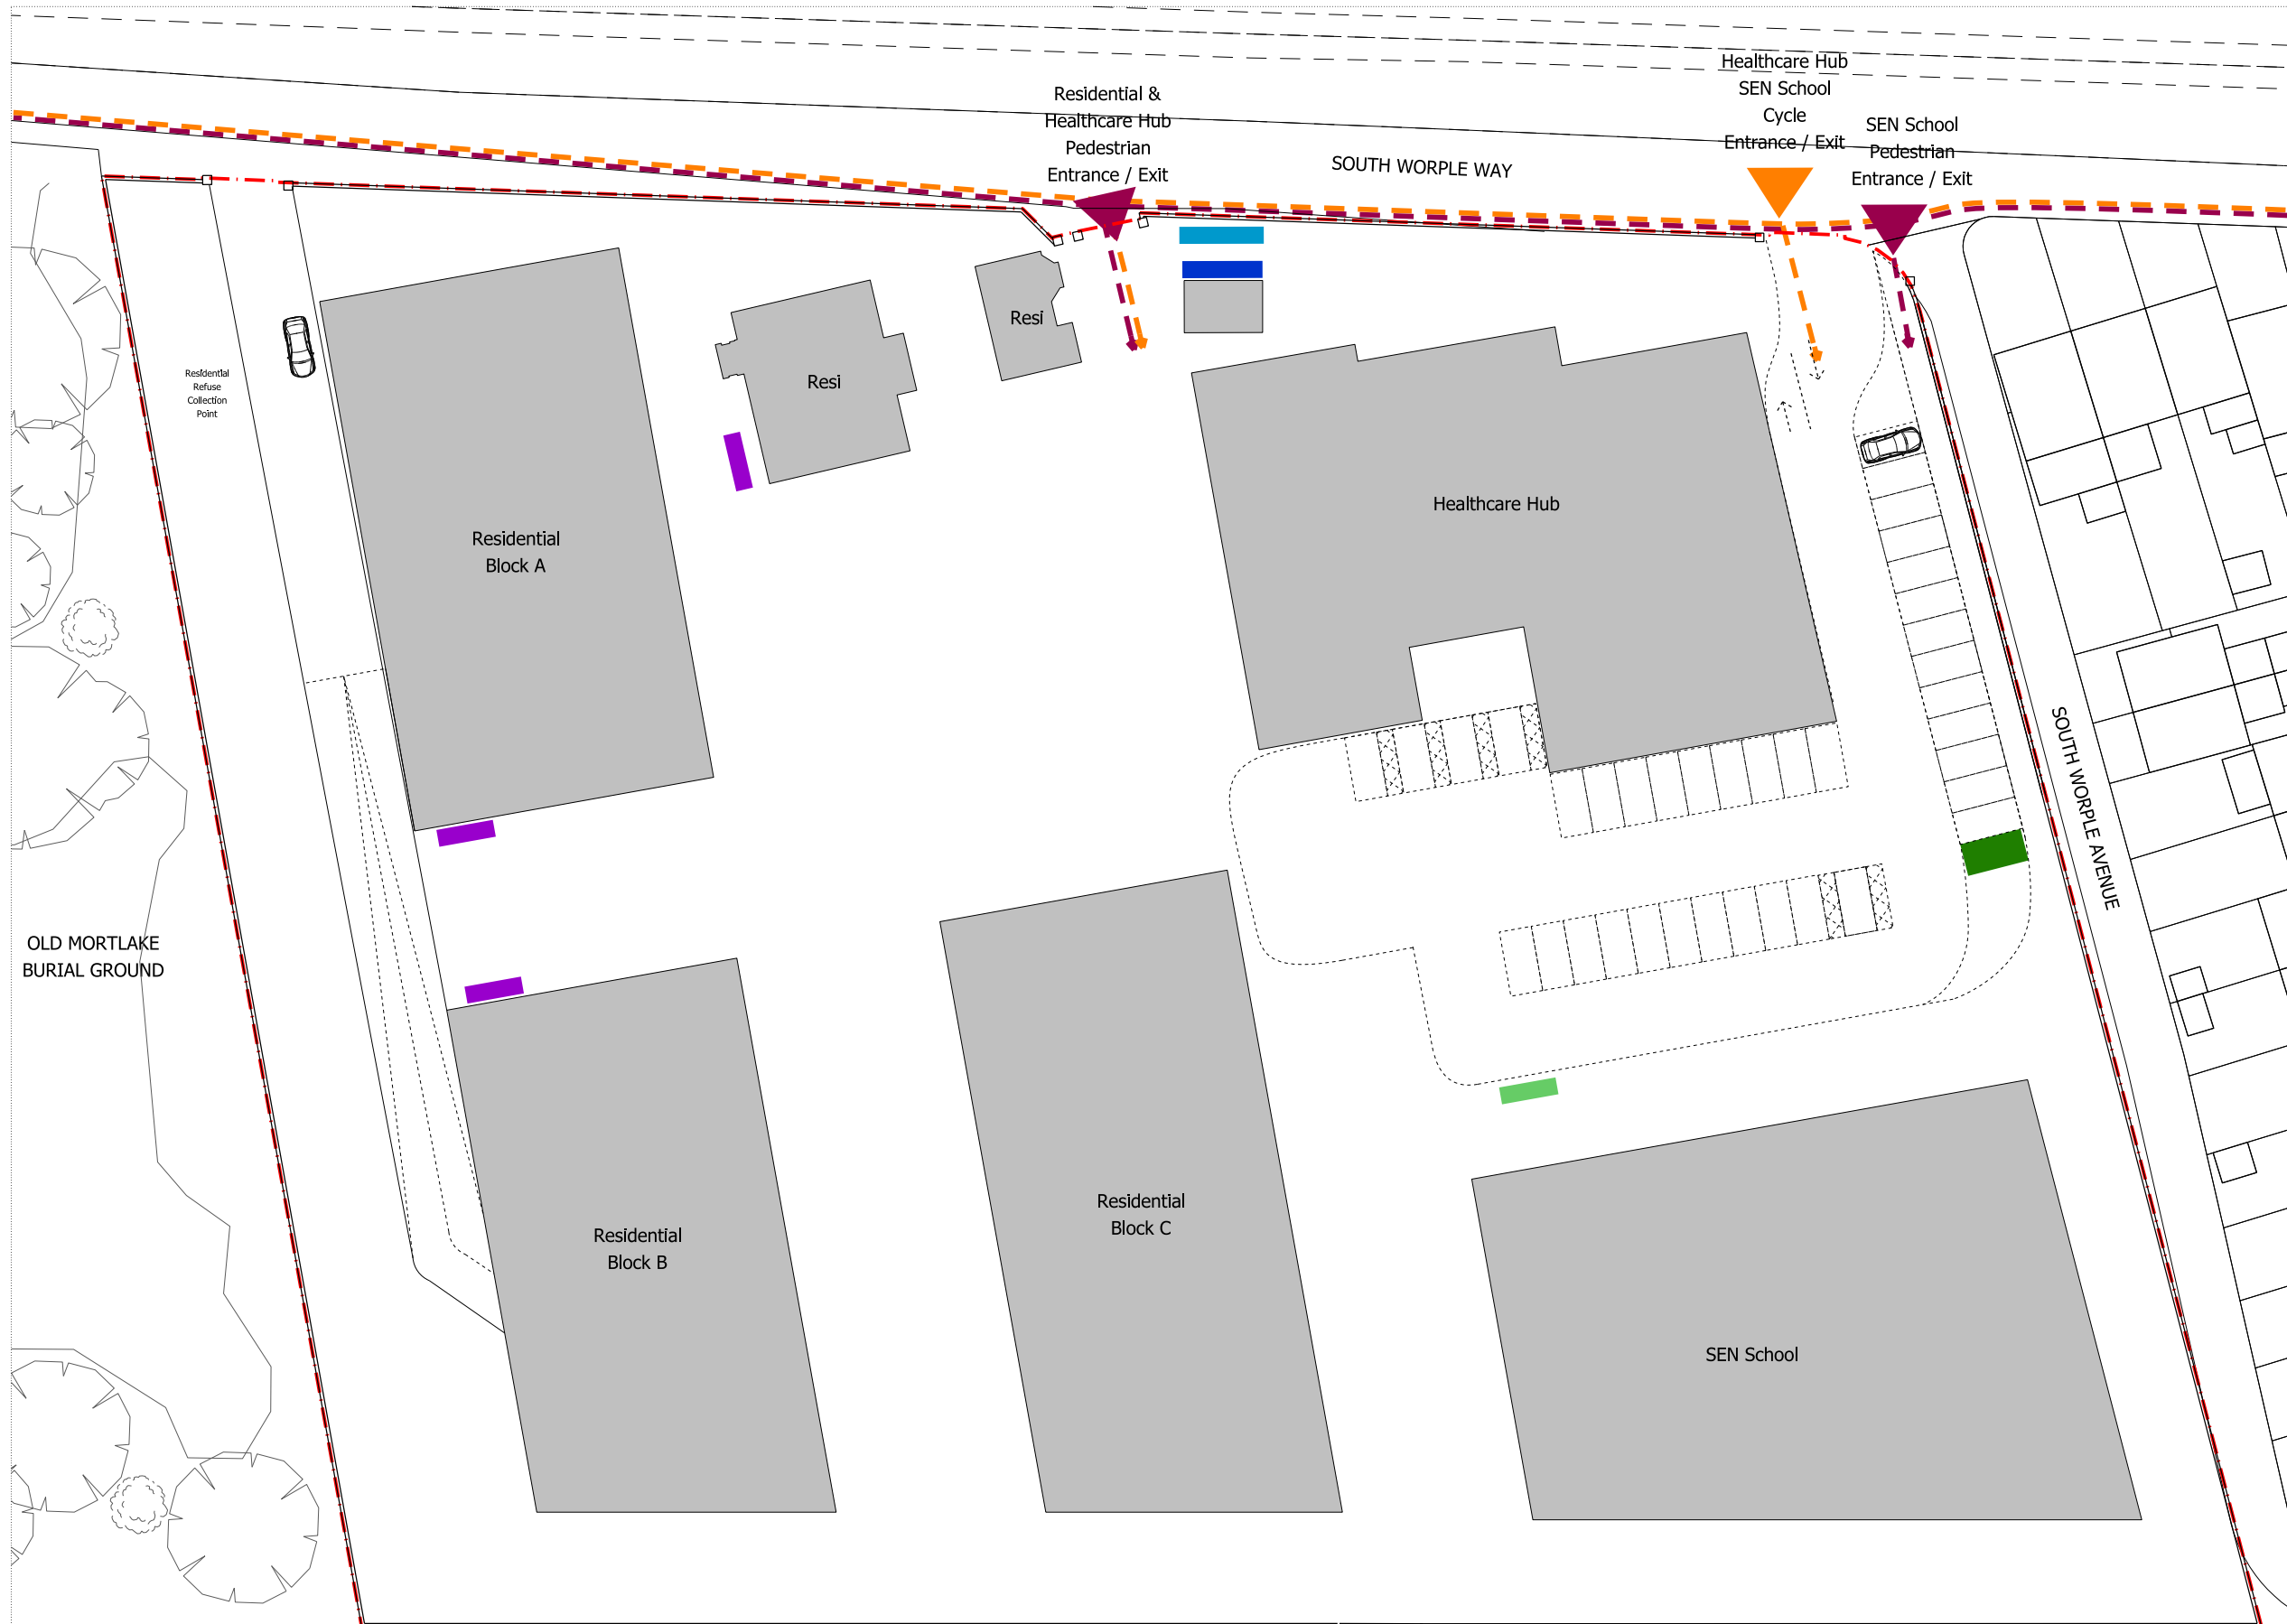 Healthcare Hub
SEN School
Cycle
Entrance / Exit
Residential &
Healthcare Hub
Pedestrian
Entrance / Exit
SEN School
Pedestrian
Entrance / Exit
SOUTH WORPLE WAY
Resi
Resi
Residential
Refuse
Collection
Point
Healthcare Hub
Residential
Block A
SOUTH WORPLE AVENUE
OLD MORTLAKE
BURIAL GROUND
Residential
Block C
Residential
Block B
SEN School